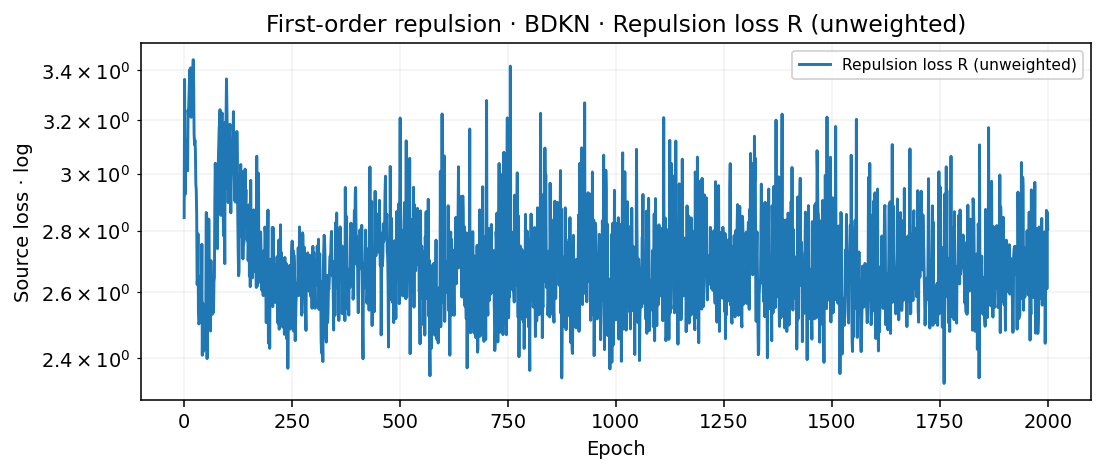 First-order repulsion · BDKN · Repulsion loss R (unweighted)
Repulsion loss R (unweighted)
Source loss · log
3.4 × 10⁰
3.2 × 10⁰
3 × 10⁰
2.8 × 10⁰
2.6 × 10⁰
2.4 × 10⁰
0 250 500 750 1000 1250 1500 1750 2000
Epoch